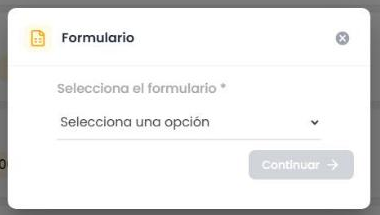 Formulario
Selecciona el formulario *
Selecciona una opción
Continuar